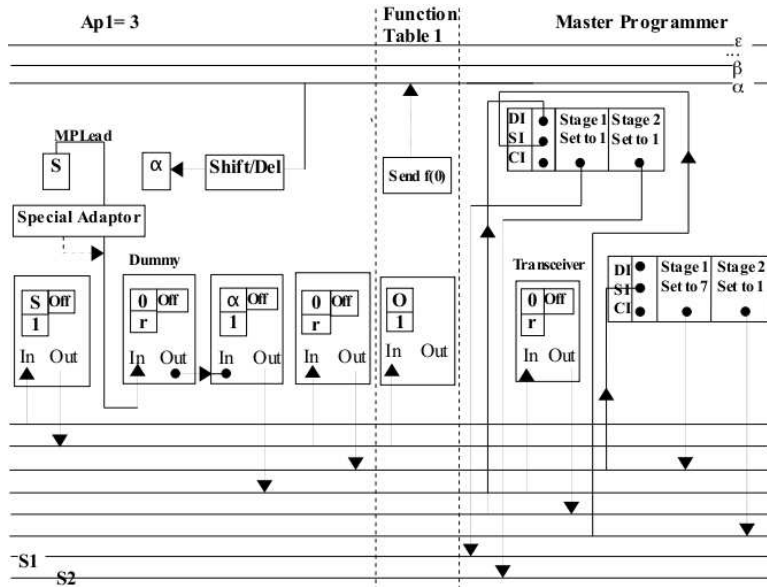 Ap1= 3
Function
Table 1
Master Programmer
ε
...
β
α
MPLead
S
α
Shift/Del
Send f(0)
DI
SI
CI
Stage 1
Set to 1
Stage 2
Set to 1
Special Adaptor
Dummy
Transceiver
S
Off
1
In Out
0
Off
r
In Out
α
Off
1
In Out
0
Off
r
In Out
O
1
In Out
0
Off
r
In Out
DI
SI
CI
Stage 1
Set to 7
Stage 2
Set to 1
S1
S2